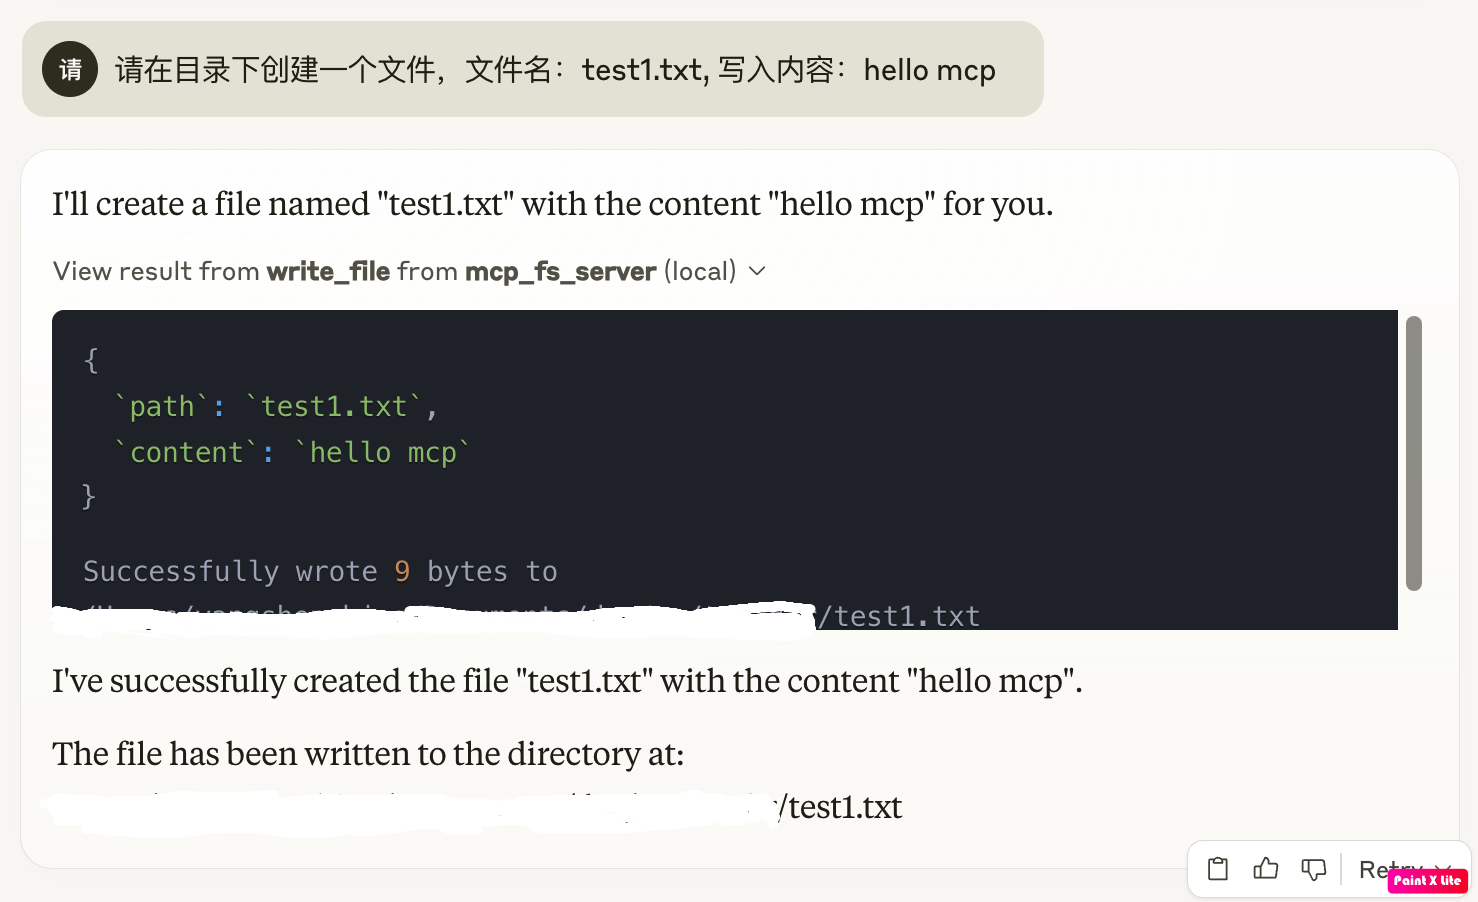 请
请在目录下创建一个文件，文件名：test1.txt, 写入内容：hello mcp
I'll create a file named "test1.txt" with the content "hello mcp" for you.
View result from write_file from mcp_fs_server (local)
{
`path`: `test1.txt`,
`content`: `hello mcp`
}
Successfully wrote 9 bytes to
/test1.txt
I've successfully created the file "test1.txt" with the content "hello mcp".
The file has been written to the directory at:
/test1.txt
Retry
Paint X Lite